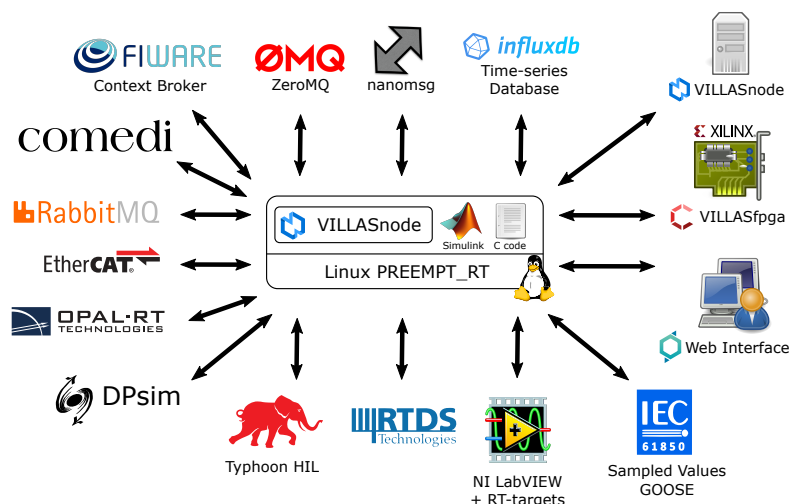 FIWARE
Context Broker
ØMQ
ZeroMQ
nanomsg
influxdb
Time-series
Database
VILLASnode
comedi
XILINX
VILLASfpga
RabbitMQ
VILLASnode
Simulink
C code
EtherCAT®
Linux PREEMPT_RT
OPAL-RT
TECHNOLOGIES
Web Interface
DPsim
Typhoon HIL
RTDS
Technologies
NI LabVIEW
+ RT-targets
IEC
61850
Sampled Values
GOOSE